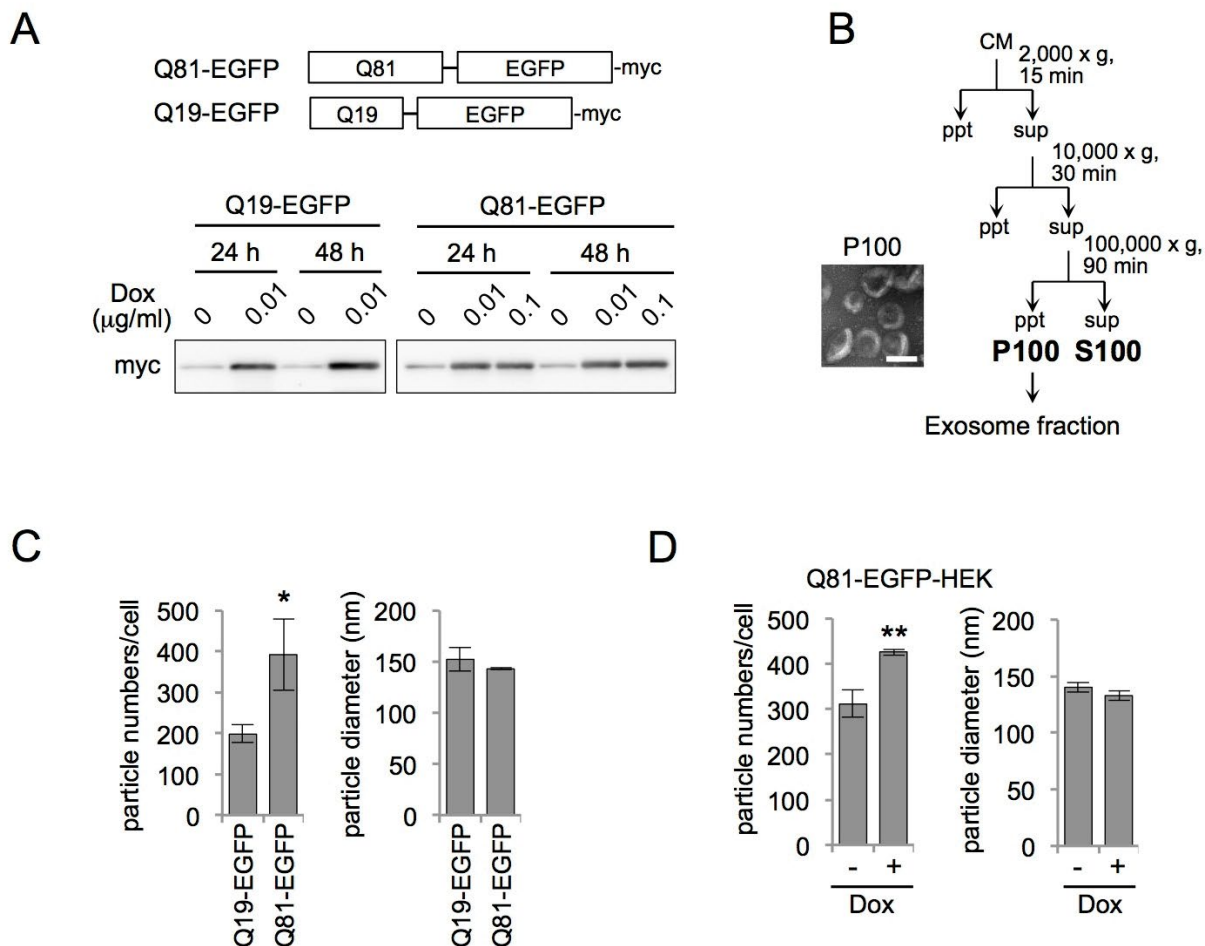 A
Q81-EGFP Q81 EGFP -myc
Q19-EGFP Q19 EGFP -myc
Q19-EGFP Q81-EGFP
24 h 48 h 24 h 48 h
Dox
(μg/ml)
0 0.01 0 0.01 0 0.01 0.1 0 0.01 0.1
myc
B
CM
2,000 x g,
15 min
ppt sup
10,000 x g,
30 min
ppt sup
100,000 x g,
90 min
P100
ppt sup
P100 S100
Exosome fraction
C
particle numbers/cell
500
400
300
200
100
0
*
Q19-EGFP
Q81-EGFP
particle diameter (nm)
200
150
100
50
0
Q19-EGFP
Q81-EGFP
D
Q81-EGFP-HEK
particle numbers/cell
500
400
300
200
100
0
**
- +
Dox
particle diameter (nm)
200
150
100
50
0
- +
Dox